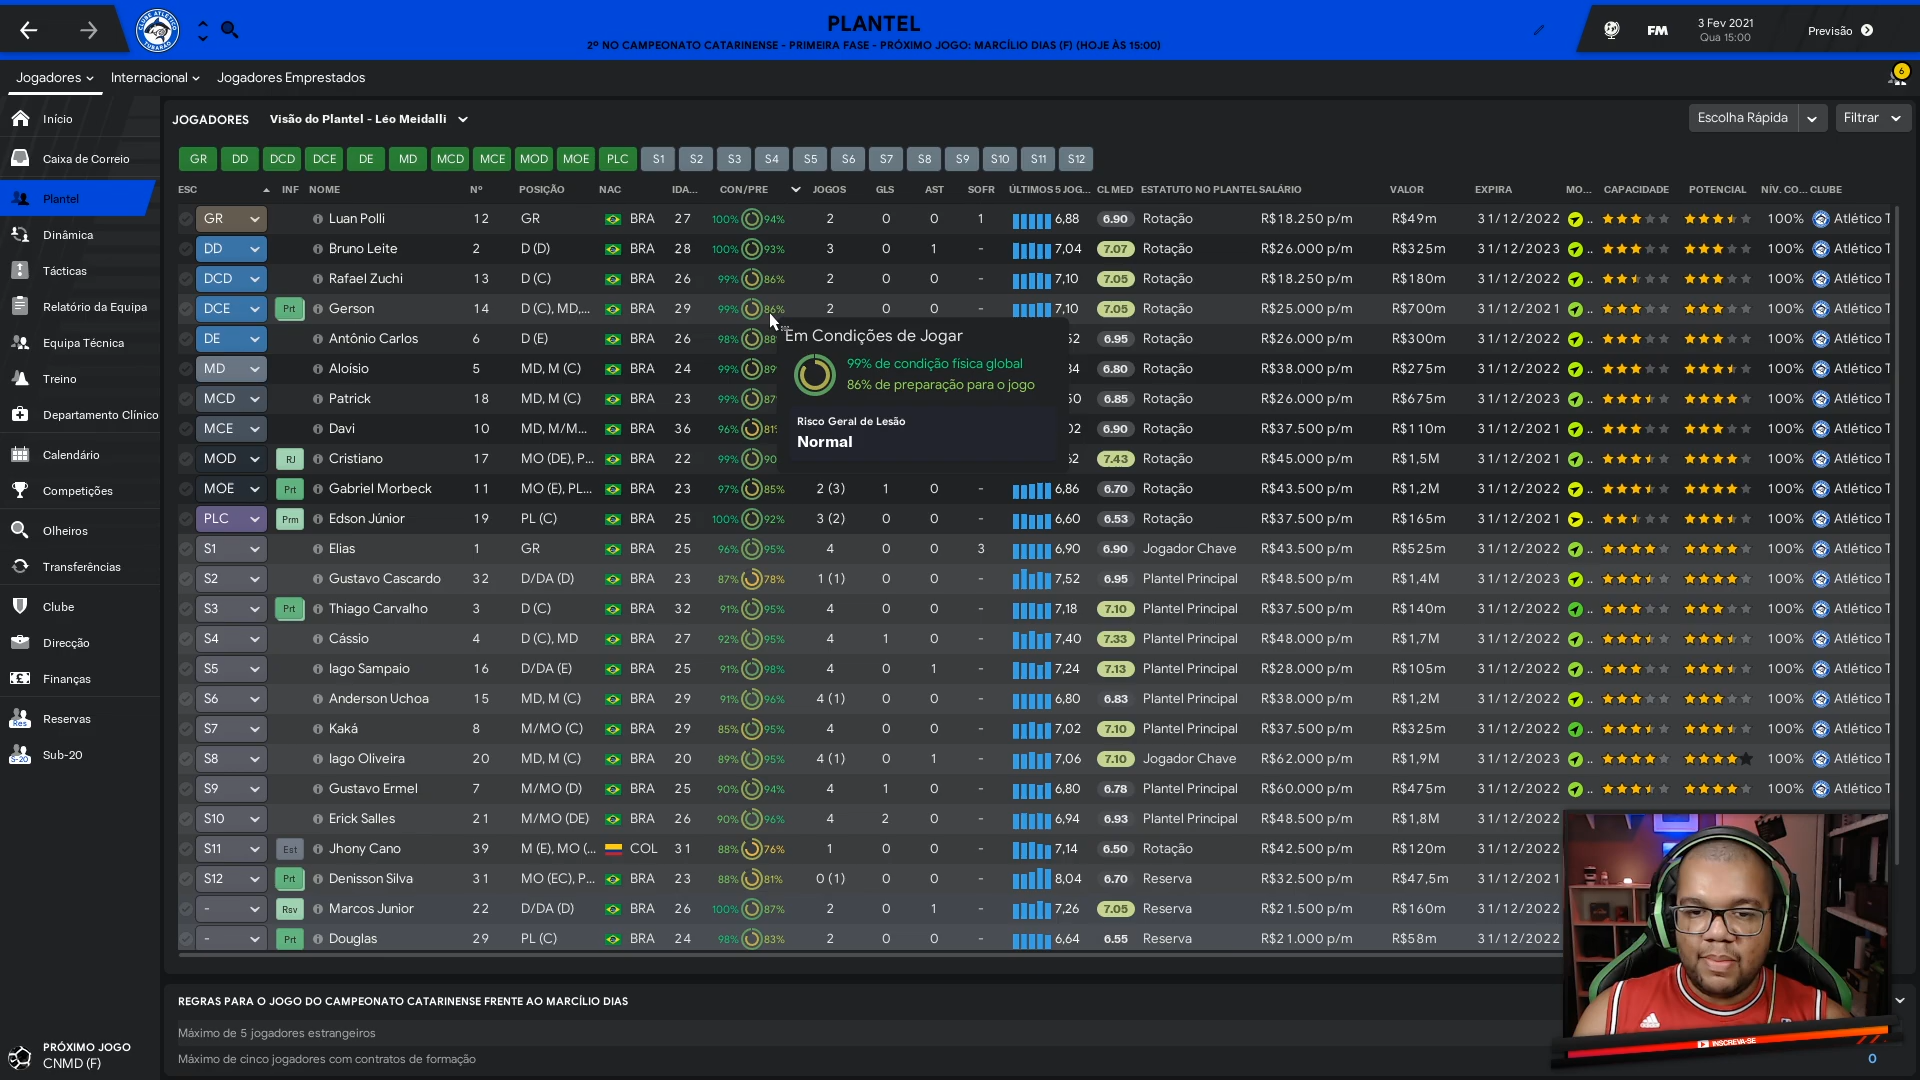 PLANTEL
2º NO CAMPEONATO CATARINENSE - PRIMEIRA FASE - PRÓXIMO JOGO: MARCÍLIO DIAS (F) (HOJE ÀS 15:00)
FM
3 Fev 2021
Qua 15:00
Previsão
Jogadores Internacional Jogadores Emprestados
6
JOGADORES Visão do Plantel - Léo Meidalli Escolha Rápida Filtrar
GR DD DCD DCE DE MD MCD MCE MOD MOE PLC S1 S2 S3 S4 S5 S6 S7 S8 S9 S10 S11 S12
ESC INF NOME Nº POSIÇÃO NAC IDA... CON/PRE JOGOS GLS AST SOFR ÚLTIMOS 5 JOG... CL MED ESTATUTO NO PLANTEL SALÁRIO VALOR EXPIRA MO... CAPACIDADE POTENCIAL NÍV. CO... CLUBE
GR Luan Polli 12 GR BRA 27 100% 94% 2 0 0 1 6,88 6.90 Rotação R$18.250 p/m R$49m 31/12/2022 .. 100% Atlético T
DD Bruno Leite 2 D (D) BRA 28 100% 93% 3 0 1 - 7,04 7.07 Rotação R$26.000 p/m R$325m 31/12/2023 .. 100% Atlético T
DCD Rafael Zuchi 13 D (C) BRA 26 99% 86% 2 0 0 - 7,10 7.05 Rotação R$18.250 p/m R$180m 31/12/2022 .. 100% Atlético T
DCE Prt Gerson 14 D (C), MD,... BRA 29 99% 86% 2 0 0 - 7,10 7.05 Rotação R$25.000 p/m R$700m 31/12/2021 .. 100% Atlético T
DE Antônio Carlos 6 D (E) BRA 26 98% 88 52 6.95 Rotação R$26.000 p/m R$300m 31/12/2023 .. 100% Atlético T
MD Aloísio 5 MD, M (C) BRA 24 99% 89 34 6.80 Rotação R$38.000 p/m R$275m 31/12/2022 .. 100% Atlético T
MCD Patrick 18 MD, M (C) BRA 23 99% 87 50 6.85 Rotação R$26.000 p/m R$675m 31/12/2023 .. 100% Atlético T
MCE Davi 10 MD, M/M... BRA 36 96% 81 02 6.90 Rotação R$37.500 p/m R$110m 31/12/2021 .. 100% Atlético T
MOD RJ Cristiano 17 MO (DE), P... BRA 22 99% 90 52 7.43 Rotação R$45.000 p/m R$1,5M 31/12/2021 .. 100% Atlético T
MOE Prt Gabriel Morbeck 11 MO (E), PL... BRA 23 97% 85% 2 (3) 1 0 - 6,86 6.70 Rotação R$43.500 p/m R$1,2M 31/12/2022 .. 100% Atlético T
PLC Prm Edson Júnior 19 PL (C) BRA 25 100% 92% 3 (2) 0 0 - 6,60 6.53 Rotação R$37.500 p/m R$165m 31/12/2021 .. 100% Atlético T
S1 Elias 1 GR BRA 25 96% 95% 4 0 0 3 6,90 6.90 Jogador Chave R$43.500 p/m R$525m 31/12/2022 .. 100% Atlético T
S2 Gustavo Cascardo 32 D/DA (D) BRA 23 87% 78% 1 (1) 0 0 - 7,52 6.95 Plantel Principal R$48.500 p/m R$1,4M 31/12/2023 .. 100% Atlético T
S3 Prt Thiago Carvalho 3 D (C) BRA 32 91% 95% 4 0 0 - 7,18 7.10 Plantel Principal R$37.500 p/m R$140m 31/12/2022 .. 100% Atlético T
S4 Cássio 4 D (C), MD BRA 27 92% 95% 4 1 0 - 7,40 7.33 Plantel Principal R$48.000 p/m R$1,7M 31/12/2022 .. 100% Atlético T
S5 Iago Sampaio 16 D/DA (E) BRA 25 91% 98% 4 0 1 - 7,24 7.13 Plantel Principal R$28.000 p/m R$105m 31/12/2022 .. 100% Atlético T
S6 Anderson Uchoa 15 MD, M (C) BRA 29 91% 96% 4 (1) 0 0 - 6,80 6.83 Plantel Principal R$38.000 p/m R$1,2M 31/12/2022 .. 100% Atlético T
S7 Kaká 8 M/MO (C) BRA 29 85% 95% 4 0 0 - 7,02 7.10 Plantel Principal R$37.500 p/m R$325m 31/12/2022 .. 100% Atlético T
S8 Iago Oliveira 20 MD, M (C) BRA 20 89% 95% 4 (1) 0 1 - 7,06 7.10 Jogador Chave R$62.000 p/m R$1,9M 31/12/2022 .. 100% Atlético T
S9 Gustavo Ermel 7 M/MO (D) BRA 25 90% 94% 4 1 0 - 6,80 6.78 Plantel Principal R$60.000 p/m R$475m 31/12/2022 .. 100% Atlético T
S10 Erick Salles 21 M/MO (DE) BRA 26 90% 96% 4 2 0 - 6,94 6.93 Plantel Principal R$48.500 p/m R$1,8M 31/12/2022
S11 Est Jhony Cano 39 M (E), MO (... COL 31 88% 76% 1 0 0 - 7,14 6.50 Rotação R$42.500 p/m R$120m 31/12/2022
S12 Prt Denisson Silva 31 MO (EC), P... BRA 23 88% 81% 0 (1) 0 0 - 8,04 6.70 Reserva R$32.500 p/m R$47,5m 31/12/2021
- Rsv Marcos Junior 22 D/DA (D) BRA 26 100% 87% 2 0 1 - 7,26 7.05 Reserva R$21.500 p/m R$160m 31/12/2022
- Prt Douglas 29 PL (C) BRA 24 98% 83% 2 0 0 - 6,64 6.55 Reserva R$21.000 p/m R$58m 31/12/2022
Em Condições de Jogar
99% de condição física global
86% de preparação para o jogo
Risco Geral de Lesão
Normal
Início
Caixa de Correio
Plantel
Dinâmica
Tácticas
Relatório da Equipa
Equipa Técnica
Treino
Departamento Clínico
Calendário
Competições
Olheiros
Transferências
Clube
Direcção
Finanças
Res Reservas
S-20 Sub-20
PRÓXIMO JOGO
CNMD (F)
REGRAS PARA O JOGO DO CAMPEONATO CATARINENSE FRENTE AO MARCÍLIO DIAS
Máximo de 5 jogadores estrangeiros
Máximo de cinco jogadores com contratos de formação
INSCREVA-SE
0